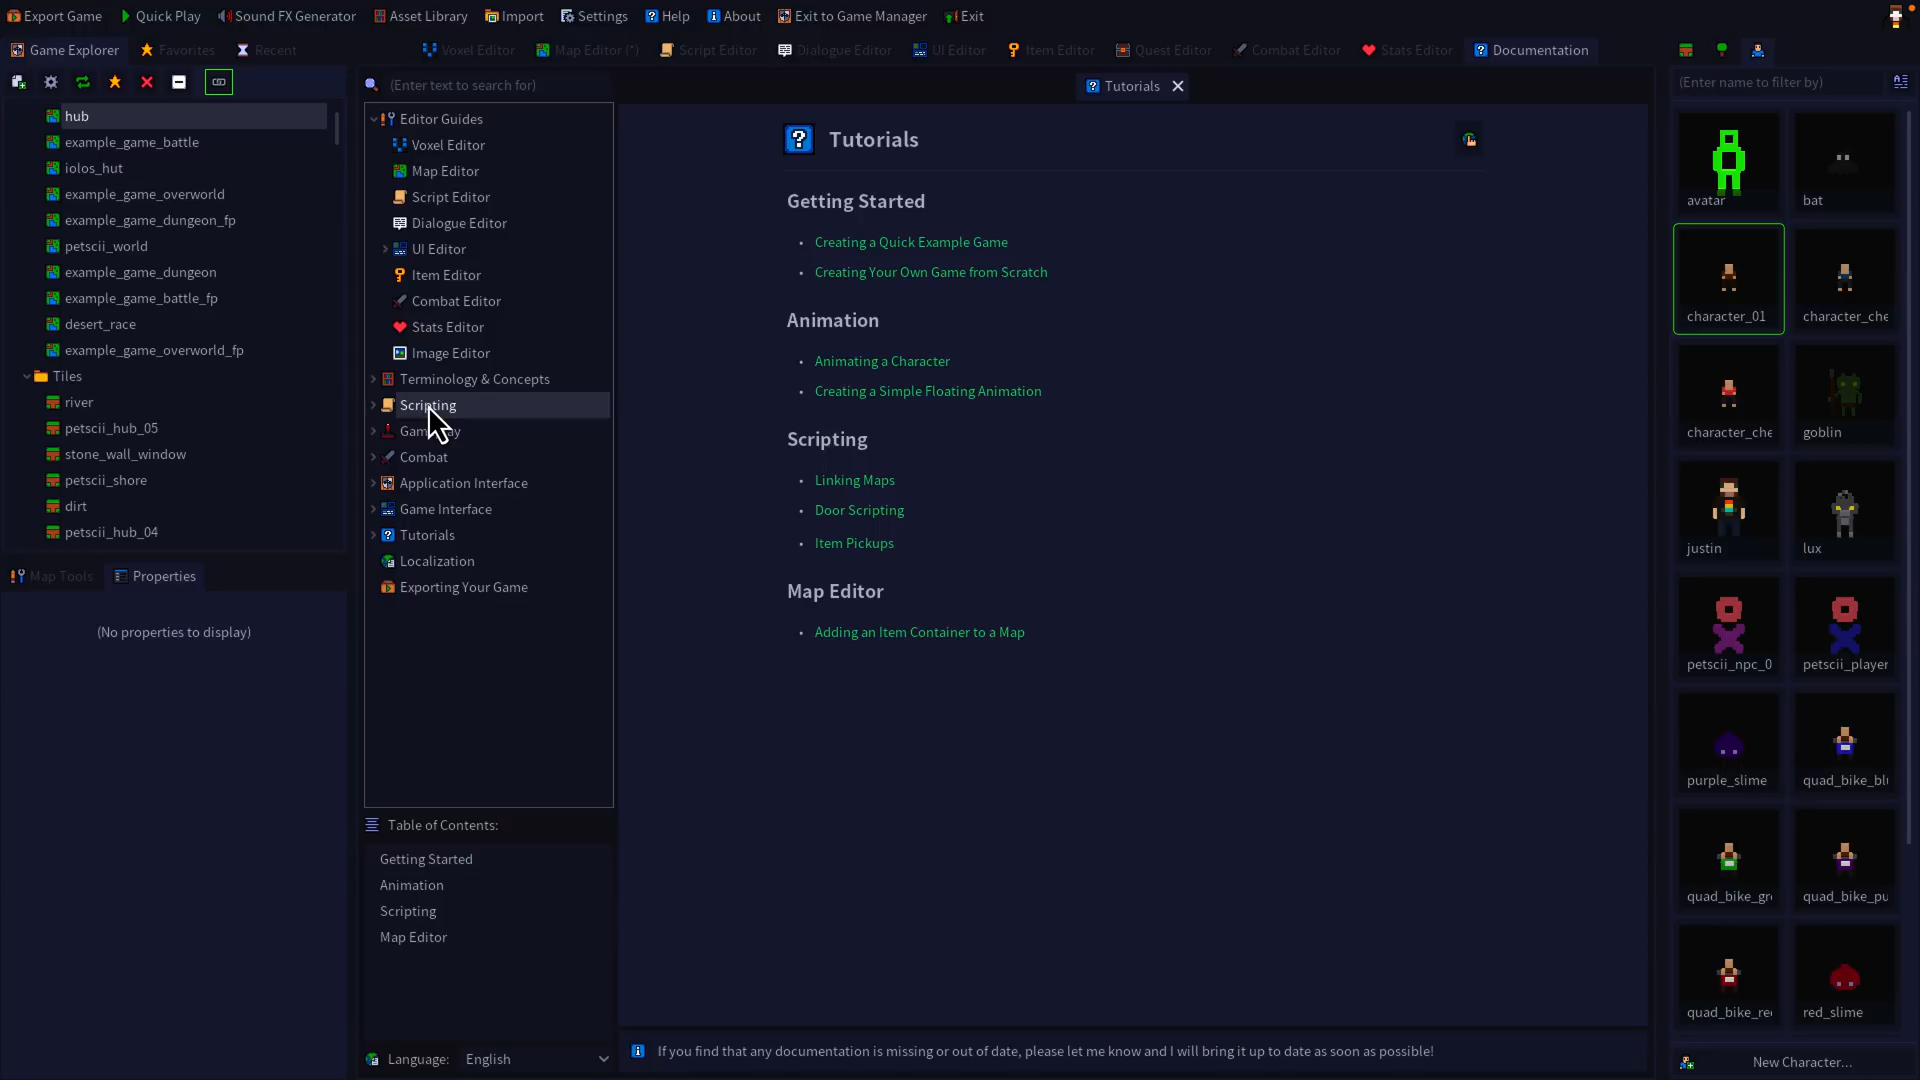 Export Game
Quick Play
Sound FX Generator
Asset Library
Import
Settings
Help
About
Exit to Game Manager
Exit
Game Explorer
Favorites
Recent
Voxel Editor
Map Editor (*)
Script Editor
Dialogue Editor
UI Editor
Item Editor
Quest Editor
Combat Editor
Stats Editor
Documentation
hub
example_game_battle
iolos_hut
example_game_overworld
example_game_dungeon_fp
petscii_world
example_game_dungeon
example_game_battle_fp
desert_race
example_game_overworld_fp
Tiles
river
petscii_hub_05
stone_wall_window
petscii_shore
dirt
petscii_hub_04
Map Tools
Properties
(No properties to display)
(Enter text to search for)
Editor Guides
Voxel Editor
Map Editor
Script Editor
Dialogue Editor
UI Editor
Item Editor
Combat Editor
Stats Editor
Image Editor
Terminology & Concepts
Scripting
Combat
Application Interface
Game Interface
Tutorials
Localization
Exporting Your Game
Table of Contents:
Getting Started
Animation
Scripting
Map Editor
Language: English
Tutorials
Tutorials
Getting Started
• Creating a Quick Example Game
• Creating Your Own Game from Scratch
Animation
• Animating a Character
• Creating a Simple Floating Animation
Scripting
• Linking Maps
• Door Scripting
• Item Pickups
Map Editor
• Adding an Item Container to a Map
If you find that any documentation is missing or out of date, please let me know and I will bring it up to date as soon as possible!
(Enter name to filter by)
avatar
bat
character_01
character_che
character_che
goblin
justin
lux
petscii_npc_0
petscii_player
purple_slime
quad_bike_bl
quad_bike_gr
quad_bike_pu
quad_bike_re
red_slime
New Character...